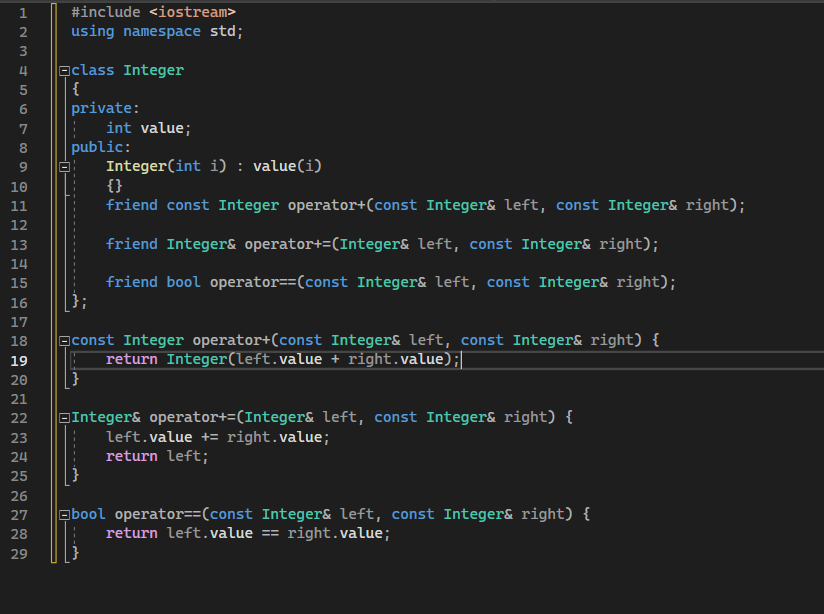 1 #include <iostream>
2 using namespace std;
3
4 class Integer
5 {
6 private:
7     int value;
8 public:
9     Integer(int i) : value(i)
10     {}
11     friend const Integer operator+(const Integer& left, const Integer& right);
12
13     friend Integer& operator+=(Integer& left, const Integer& right);
14
15     friend bool operator==(const Integer& left, const Integer& right);
16 };
17
18 const Integer operator+(const Integer& left, const Integer& right) {
19     return Integer(left.value + right.value);
20 }
21
22 Integer& operator+=(Integer& left, const Integer& right) {
23     left.value += right.value;
24     return left;
25 }
26
27 bool operator==(const Integer& left, const Integer& right) {
28     return left.value == right.value;
29 }